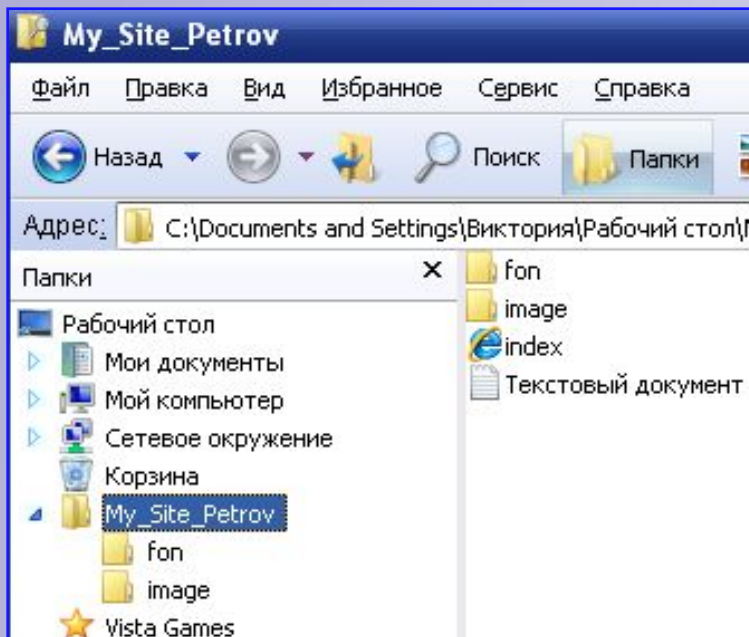 My_Site_Petrov
Файл Правка Вид Избранное Сервис Справка
Назад Поиск Папки
Адрес: C:\Documents and Settings\Виктория\Рабочий стол\
Папки
Рабочий стол
Мои документы
Мой компьютер
Сетевое окружение
Корзина
My_Site_Petrov
fon
image
Vista Games
fon
image
index
Текстовый документ